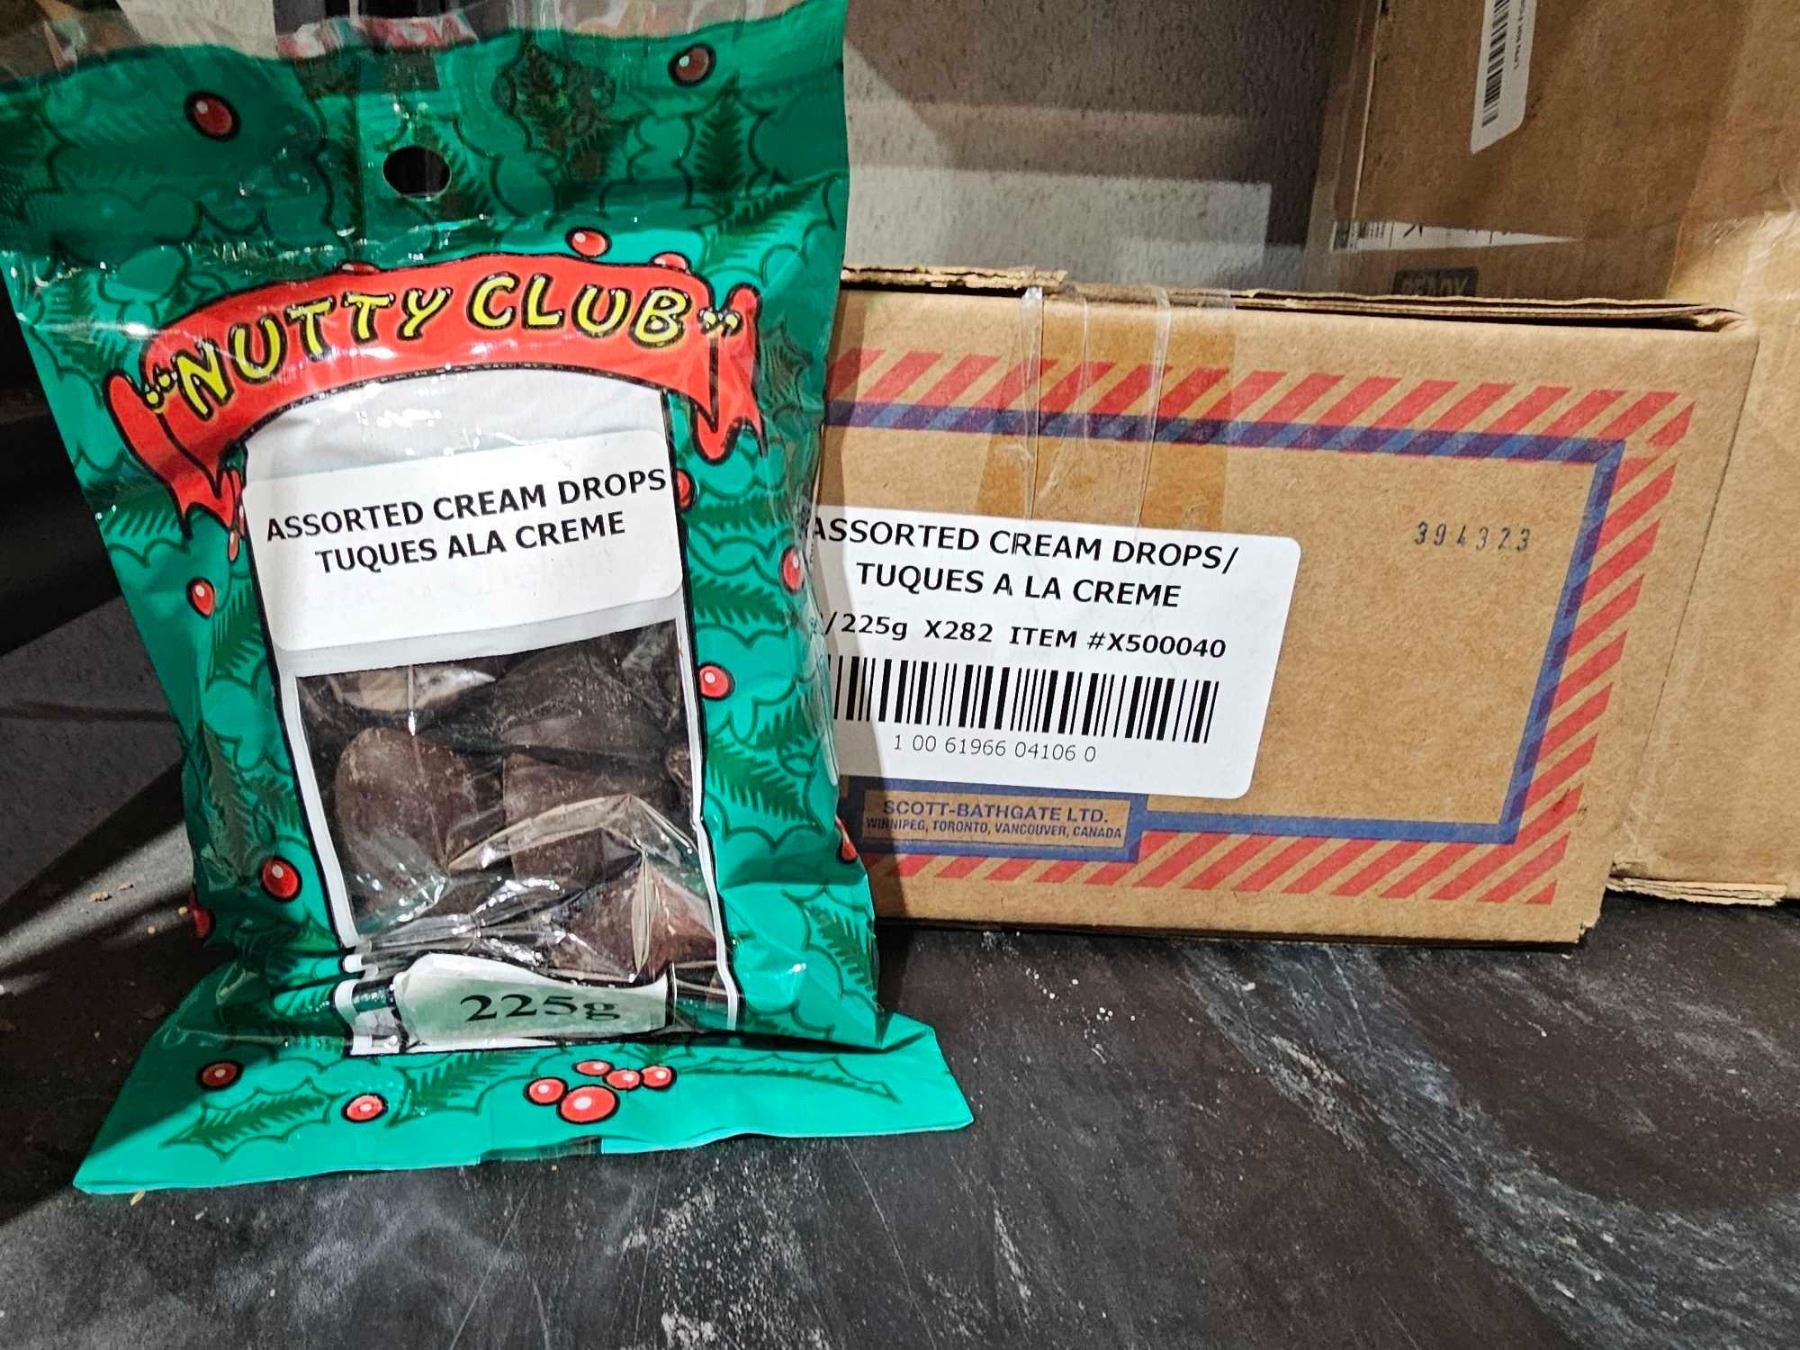 "NUTTY CLUB"
ASSORTED CREAM DROPS
TUQUES ALA CREME
225g
ASSORTED CREAM DROPS/
TUQUES A LA CREME
/225g X282 ITEM #X500040
1 00 61966 04106 0
SCOTT-BATHGATE LTD.
WINNIPEG, TORONTO, VANCOUVER, CANADA
394323
READY